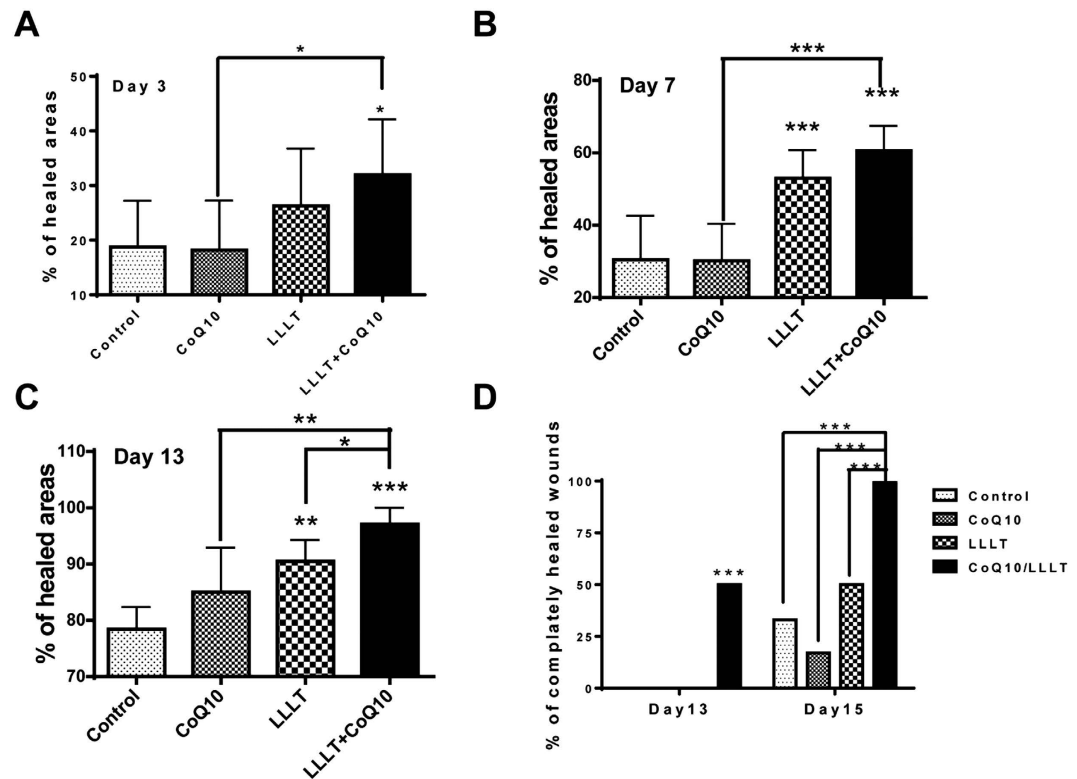 A
*
Day 3
*
% of healed areas
50
40
30
20
10
Control
CoQ10
LLLT
LLLT+CoQ10
B
***
Day 7
***
***
% of healed areas
80
60
40
20
Control
CoQ10
LLLT
LLLT+CoQ10
C
**
*
Day 13
**
***
% of healed areas
110
100
90
80
70
Control
CoQ10
LLLT
LLLT+CoQ10
D
***
***
***
***
% of complately healed wounds
100
75
50
25
0
Day13
Day15
Control
CoQ10
LLLT
CoQ10/LLLT